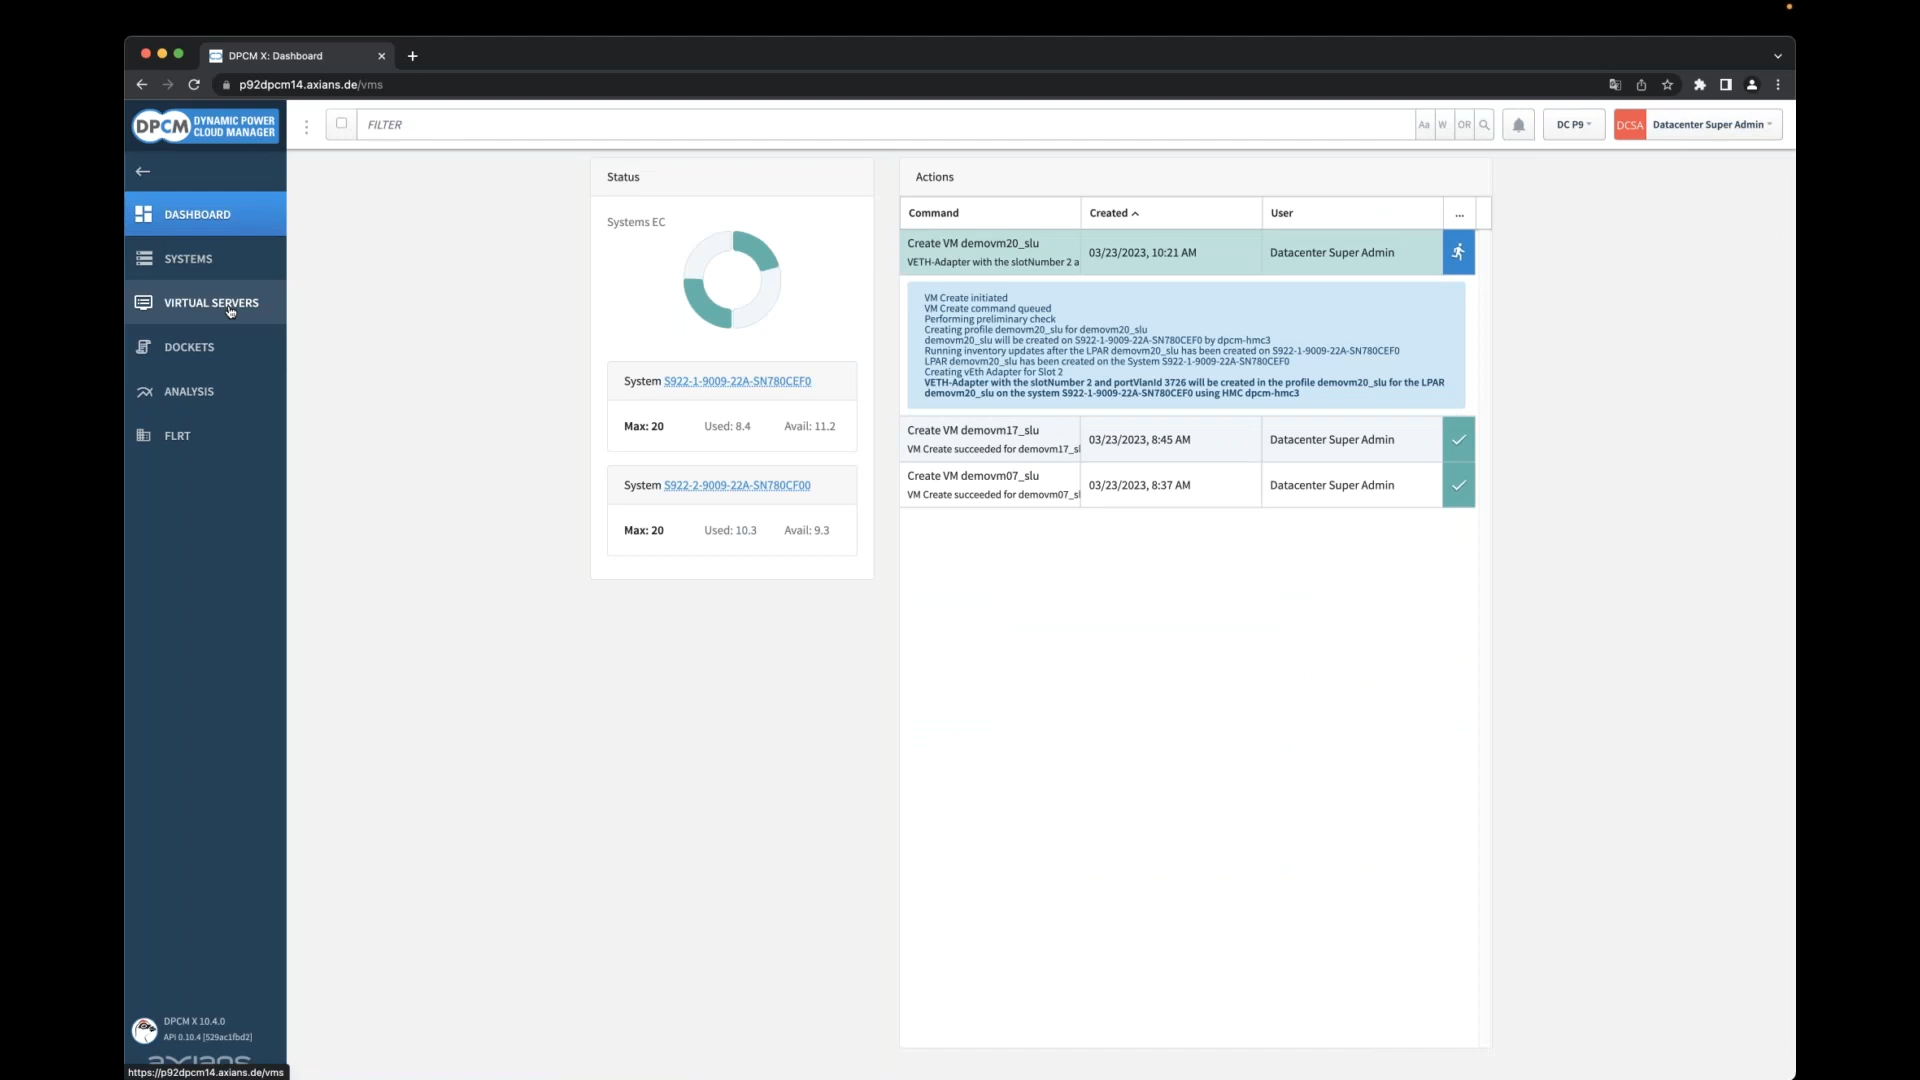 DPCM X: Dashboard
p92dpcm14.axians.de/vms
DPCM DYNAMIC POWER CLOUD MANAGER
FILTER
Aa W OR
DC P9
DCSA Datacenter Super Admin
DASHBOARD
SYSTEMS
VIRTUAL SERVERS
DOCKETS
ANALYSIS
FLRT
Status
Systems EC
System S922-1-9009-22A-SN780CEF0
Max: 20 Used: 8.4 Avail: 11.2
System S922-2-9009-22A-SN780CF00
Max: 20 Used: 10.3 Avail: 9.3
Actions
Command Created User ...
Create VM demovm20_slu 03/23/2023, 10:21 AM Datacenter Super Admin
VETH-Adapter with the slotNumber 2 a
VM Create initiated
VM Create command queued
Performing preliminary check
Creating profile demovm20_slu for demovm20_slu
demovm20_slu will be created on S922-1-9009-22A-SN780CEF0 by dpcm-hmc3
Running inventory updates after the LPAR demovm20_slu has been created on S922-1-9009-22A-SN780CEF0
LPAR demovm20_slu has been created on the System S922-1-9009-22A-SN780CEF0
Creating vEth Adapter for Slot 2
VETH-Adapter with the slotNumber 2 and portVlanId 3726 will be created in the profile demovm20_slu for the LPAR
demovm20_slu on the system S922-1-9009-22A-SN780CEF0 using HMC dpcm-hmc3
Create VM demovm17_slu 03/23/2023, 8:45 AM Datacenter Super Admin
VM Create succeeded for demovm17_sl
Create VM demovm07_slu 03/23/2023, 8:37 AM Datacenter Super Admin
VM Create succeeded for demovm07_sl
DPCM X 10.4.0
API 0.10.4 [529ac1fbd2]
axians
https://p92dpcm14.axians.de/vms